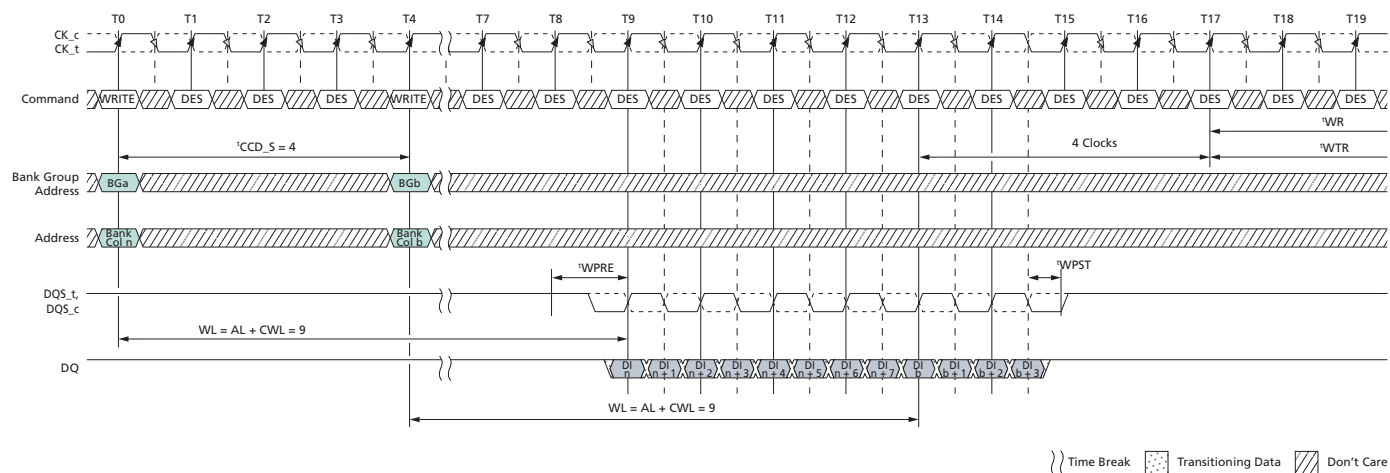 T0 T1 T2 T3 T4 T7 T8 T9 T10 T11 T12 T13 T14 T15 T16 T17 T18 T19
CK_c
CK_t
Command WRITE DES DES DES WRITE DES DES DES DES DES DES DES DES DES DES DES DES DES
tWR
tCCD_S = 4 4 Clocks tWTR
Bank Group
Address BGa BGb
Address Bank
Col n Bank
Col b
tWPRE tWPST
DQS_t,
DQS_c
WL = AL + CWL = 9
DQ DI
n DI
n + 1 DI
n + 2 DI
n + 3 DI
n + 4 DI
n + 5 DI
n + 6 DI
n + 7 DI
b DI
b + 1 DI
b + 2 DI
b + 3
WL = AL + CWL = 9
Time Break Transitioning Data Don't Care